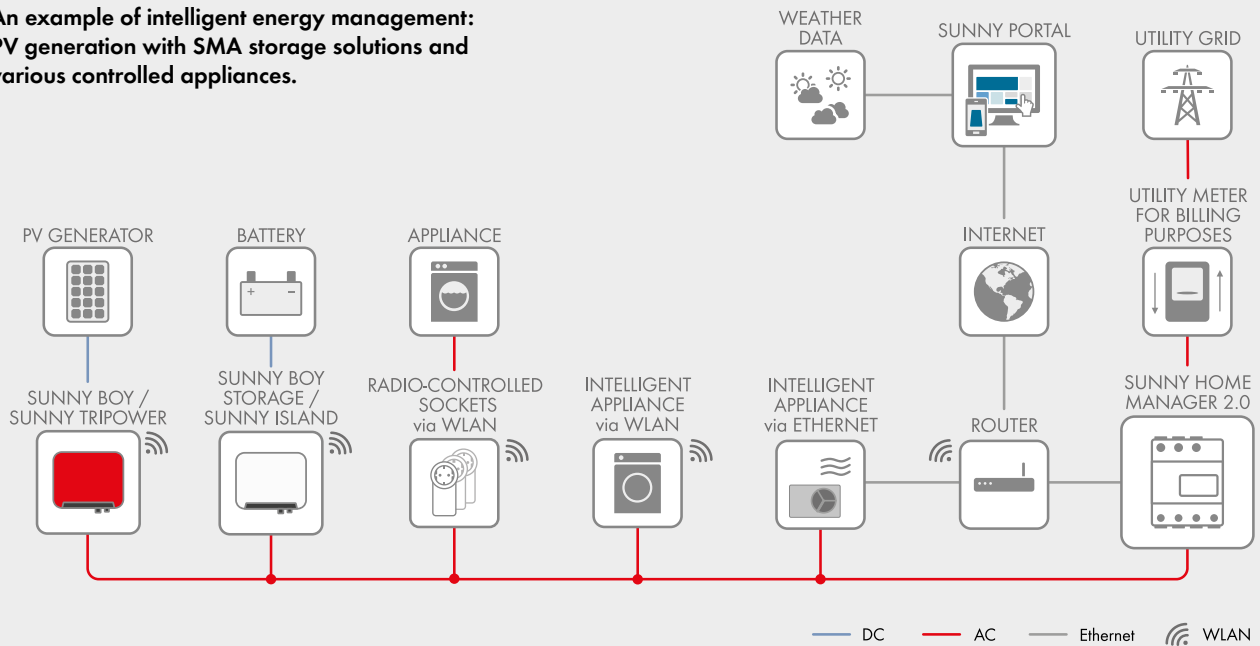 An example of intelligent energy management:
PV generation with SMA storage solutions and
various controlled appliances.
WEATHER
DATA
SUNNY PORTAL
UTILITY GRID
UTILITY METER
FOR BILLING
PURPOSES
PV GENERATOR
BATTERY
APPLIANCE
INTERNET
SUNNY BOY /
SUNNY TRIPOWER
SUNNY BOY
STORAGE /
SUNNY ISLAND
RADIO-CONTROLLED
SOCKETS
via WLAN
INTELLIGENT
APPLIANCE
via WLAN
INTELLIGENT
APPLIANCE
via ETHERNET
ROUTER
SUNNY HOME
MANAGER 2.0
DC
AC
Ethernet
WLAN